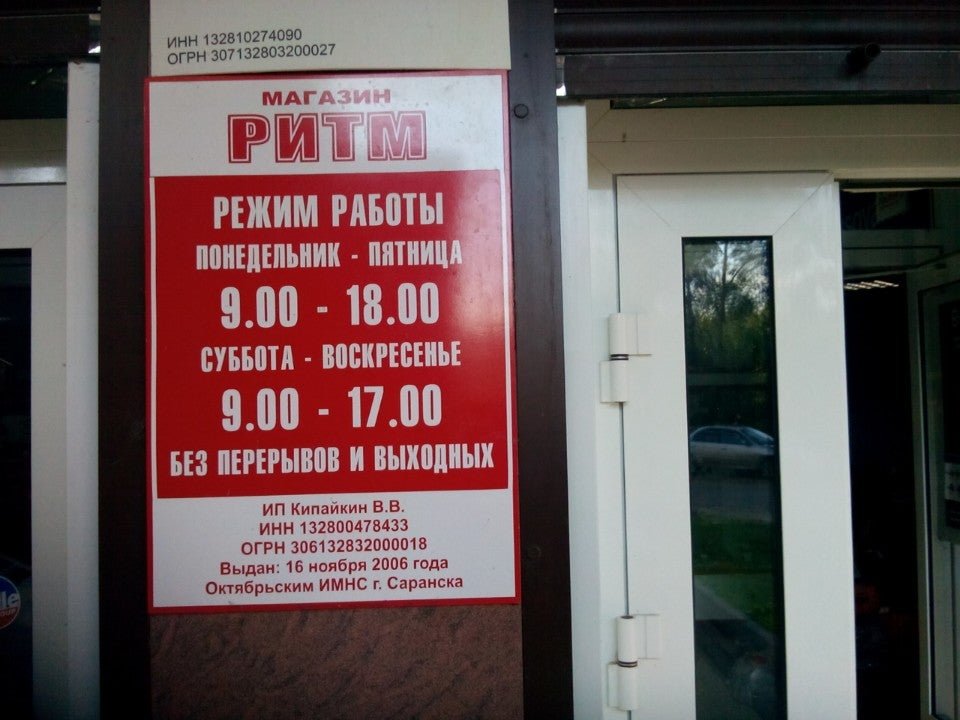 ИНН 132810274090
ОГРН 307132803200027
МАГАЗИН
РИТМ
РЕЖИМ РАБОТЫ
ПОНЕДЕЛЬНИК - ПЯТНИЦА
9.00 - 18.00
СУББОТА - ВОСКРЕСЕНЬЕ
9.00 - 17.00
БЕЗ ПЕРЕРЫВОВ И ВЫХОДНЫХ
ИП Кипайкин В.В.
ИНН 132800478433
ОГРН 306132832000018
Выдан: 16 ноября 2006 года
Октябрьским ИМНС г. Саранска